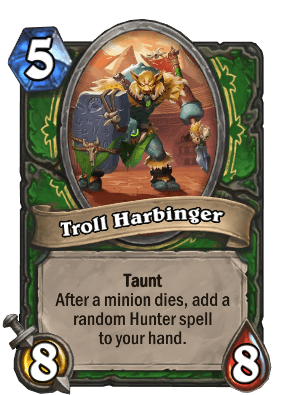 5
Troll Harbinger
Taunt
After a minion dies, add a
random Hunter spell
to your hand.
8 8